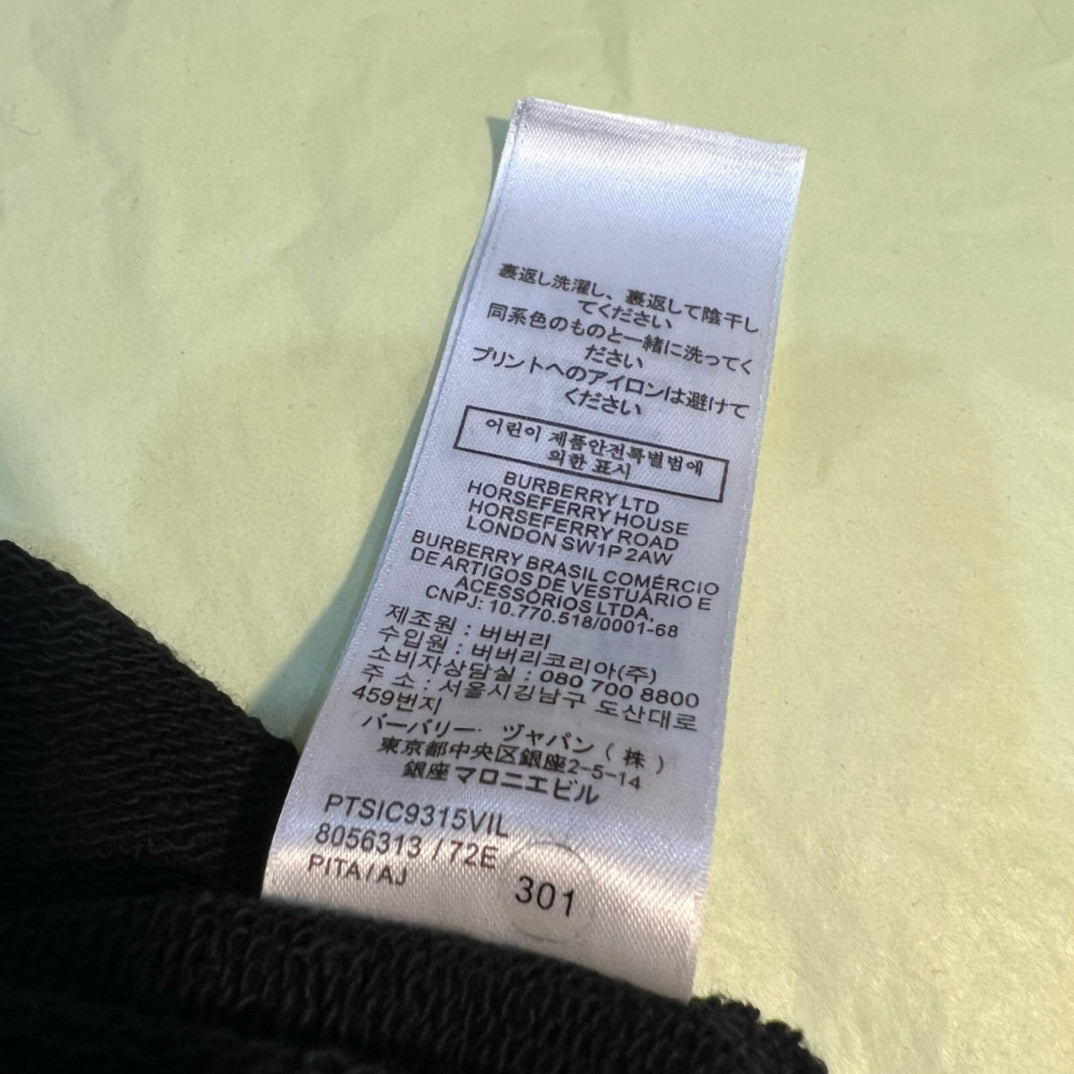 裏返し洗濯し、裏返して陰干し
てください
同系色のものと一緒に洗ってく
ださい
プリントへのアイロンは避けて
ください
어린이 제품안전특별법에
의한 표시
BURBERRY LTD
HORSEFERRY HOUSE
HORSEFERRY ROAD
LONDON SW1P 2AW
BURBERRY BRASIL COMÉRCIO
DE ARTIGOS DE VESTUÁRIO E
ACESSÓRIOS LTDA,
CNPJ: 10.770.518/0001-68
제조원 : 버버리
수입원 : 버버리코리아(주)
소비자상담실 : 080 700 8800
주 소 : 서울시깅남구 도산대로
459번지
バーバリー· ヅャパン ( 株 )
東京都中央区銀座2-5-14
銀座マロニエビル
PTSIC9315VIL
8056313 / 72E
PITA / AJ
301